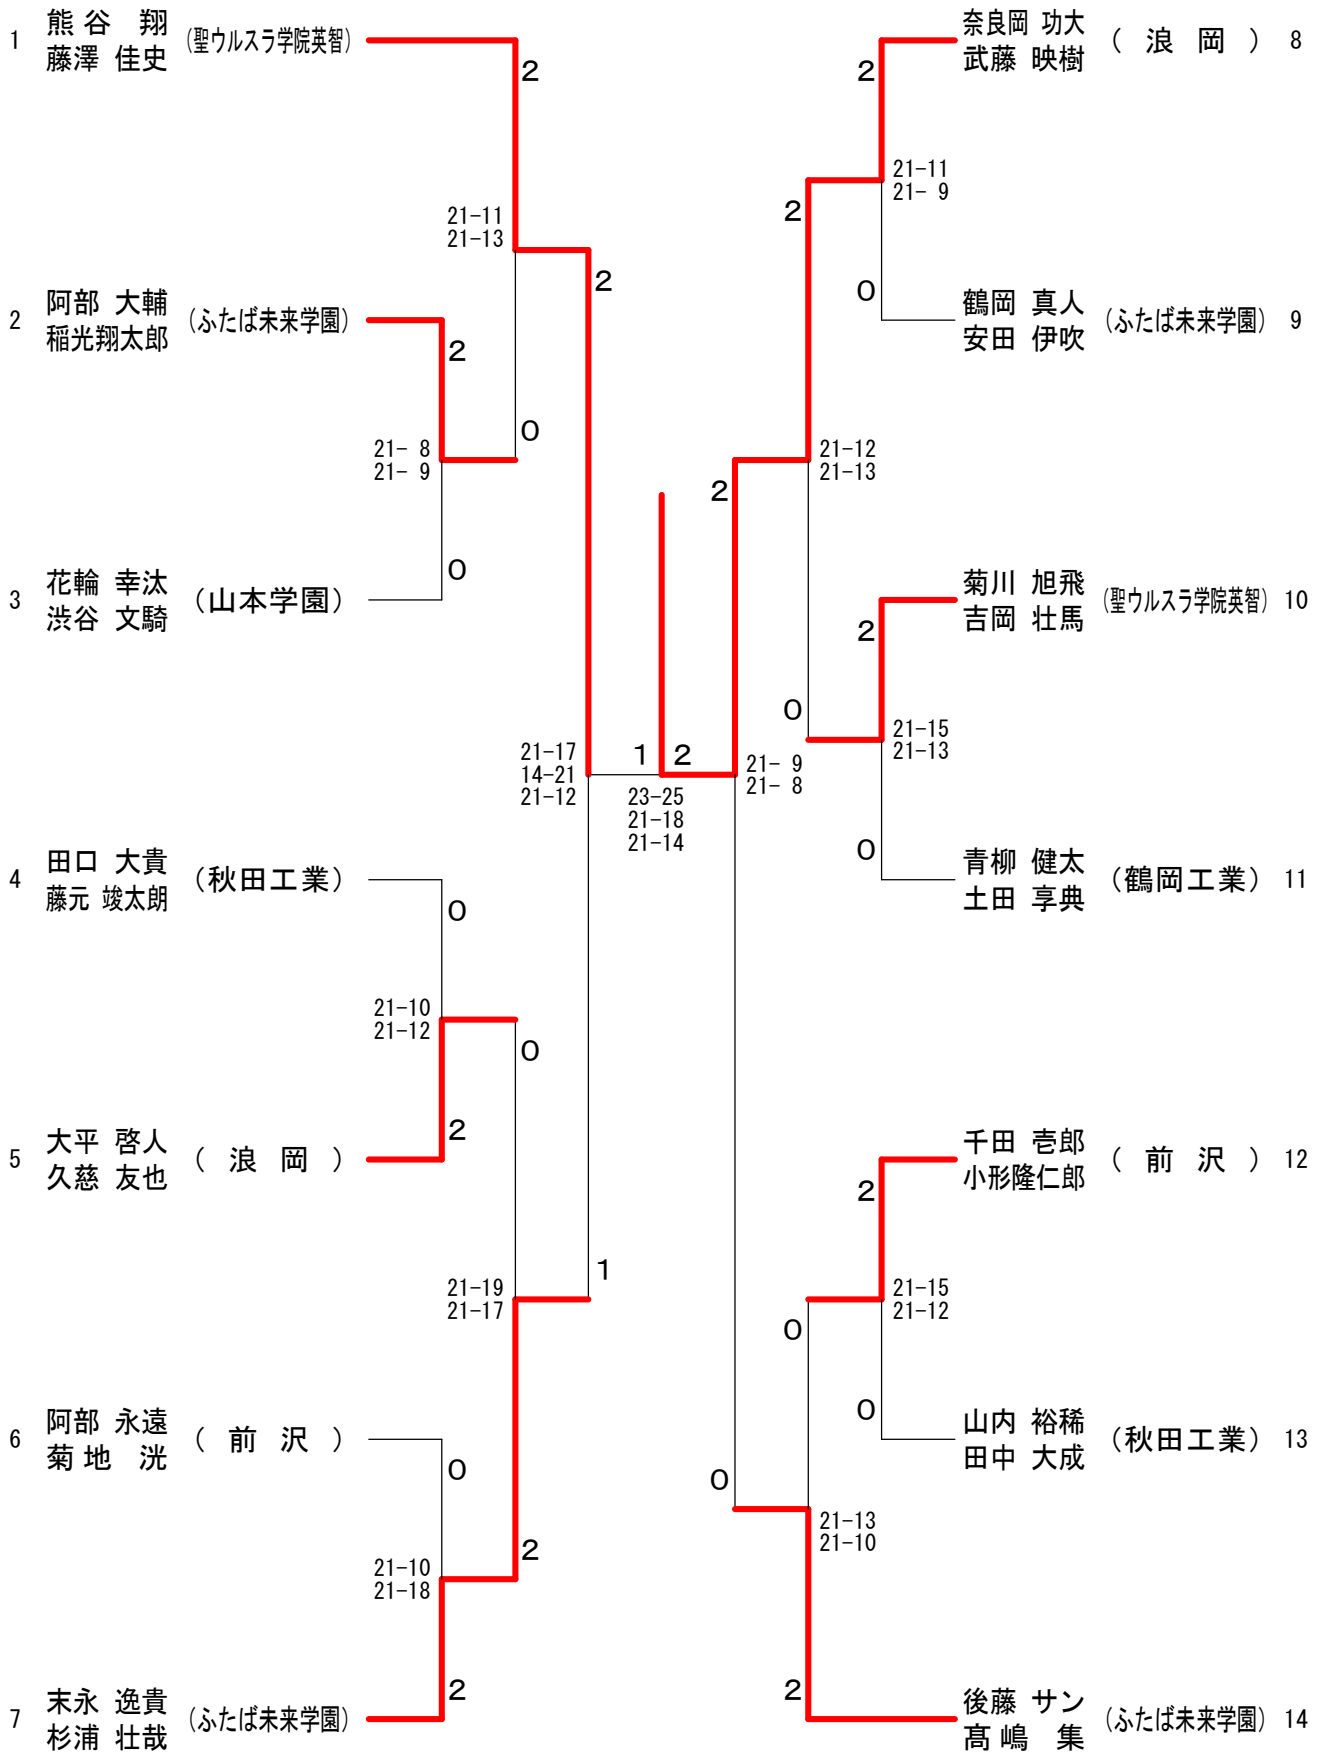 1 熊谷 翔 (聖ウルスラ学院英智)
藤澤 佳史
2
21-11
21-13
2
2 阿部 大輔 (ふたば未来学園)
稲光翔太郎
2
0
21- 8
21- 9
0
3 花輪 幸汰 (山本学園)
渋谷 文騎
21-17
14-21
21-12
4 田口 大貴 (秋田工業)
藤元 竣太朗
0
21-10
21-12
0
2
5 大平 啓人 (浪岡)
久慈 友也
1
21-19
21-17
6 阿部 永遠 (前沢)
菊地 洸
0
2
21-10
21-18
2
7 末永 逸貴 (ふたば未来学園)
杉浦 壮哉
1 2
23-25
21-18
21-14
奈良岡 功大 (浪岡) 8
武藤 映樹
2
21-11
21- 9
2
0
鶴岡 真人 (ふたば未来学園) 9
安田 伊吹
21-12
21-13
2
菊川 旭飛 (聖ウルスラ学院英智) 10
吉岡 壮馬
2
0
21-15
21-13
21- 9
21- 8
0
青柳 健太 (鶴岡工業) 11
土田 享典
千田 壱郎 (前沢) 12
小形隆仁郎
2
21-15
21-12
0
0
山内 裕稀 (秋田工業) 13
田中 大成
0
21-13
21-10
2
後藤 サン (ふたば未来学園) 14
髙嶋 集